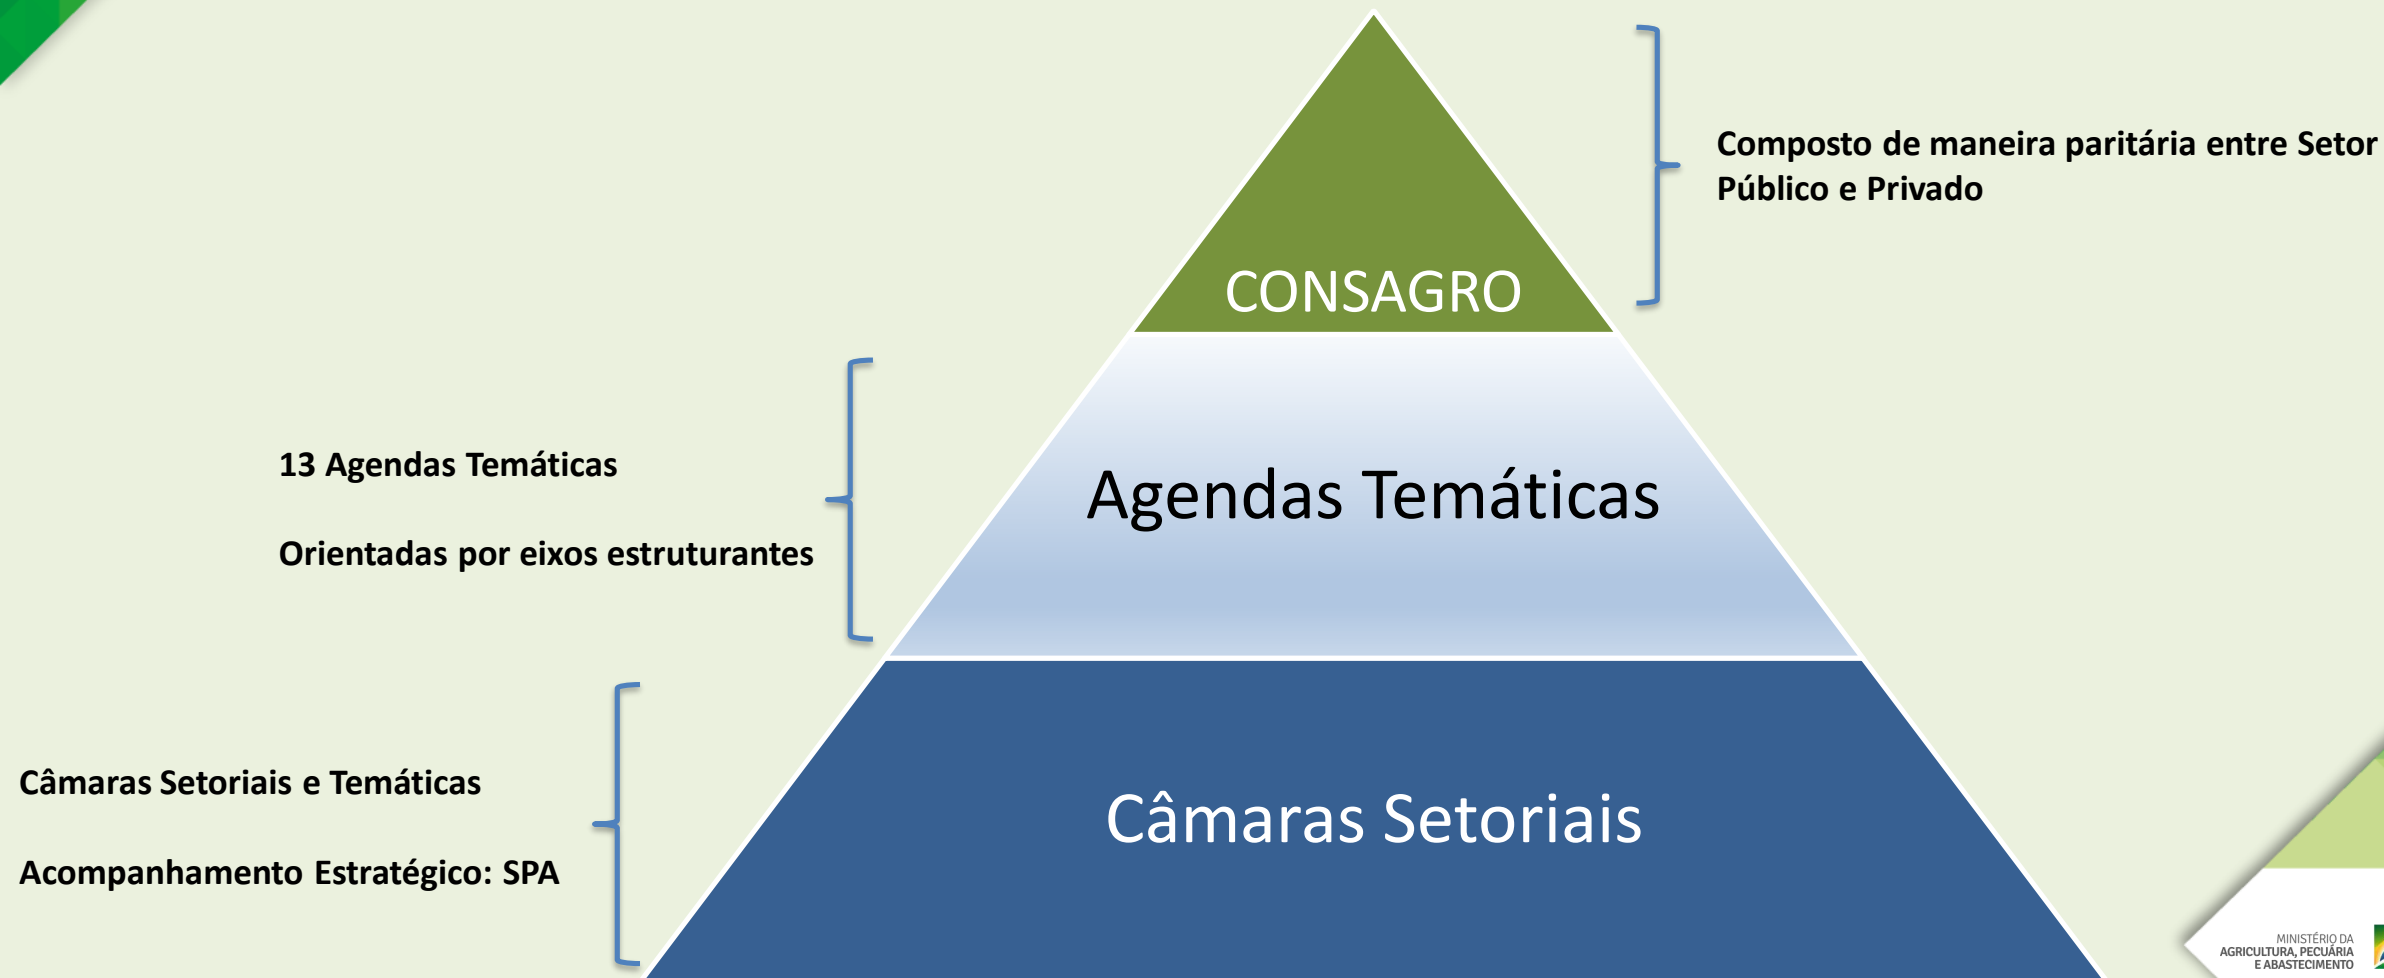 Composto de maneira paritária entre Setor
Público e Privado
CONSAGRO
13 Agendas Temáticas
Orientadas por eixos estruturantes
Agendas Temáticas
Câmaras Setoriais e Temáticas
Acompanhamento Estratégico: SPA
Câmaras Setoriais
MINISTÉRIO DA
AGRICULTURA, PECUÁRIA
E ABASTECIMENTO